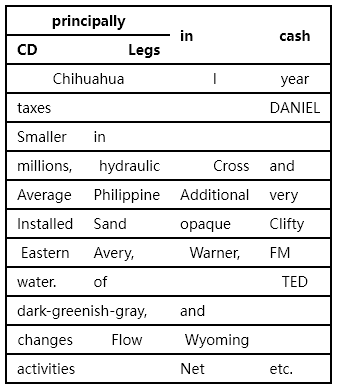 principally in cash
CD Legs
Chihuahua I year
taxes DANIEL
Smaller in
millions, hydraulic Cross and
Average Philippine Additional very
Installed Sand opaque Clifty
Eastern Avery, Warner, FM
water. of TED
dark-greenish-gray, and
changes Flow Wyoming
activities Net etc.